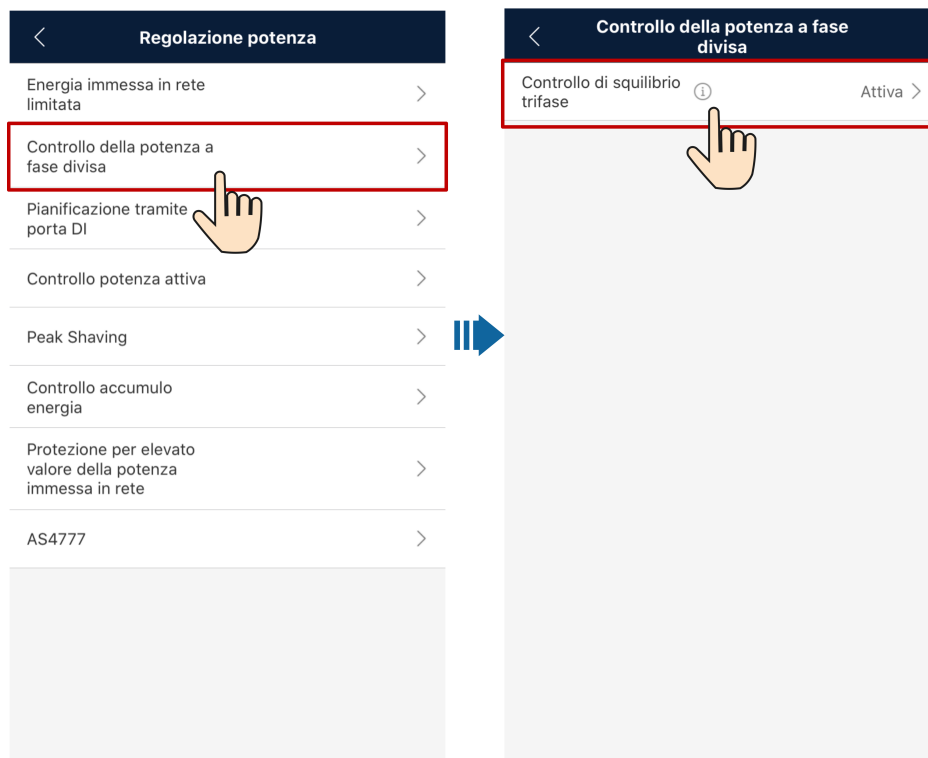 Regolazione potenza
Energia immessa in rete
limitata
Controllo della potenza a
fase divisa
Pianificazione tramite
porta DI
Controllo potenza attiva
Peak Shaving
Controllo accumulo
energia
Protezione per elevato
valore della potenza
immessa in rete
AS4777
Controllo della potenza a fase
divisa
Controllo di squilibrio
trifase
Attiva